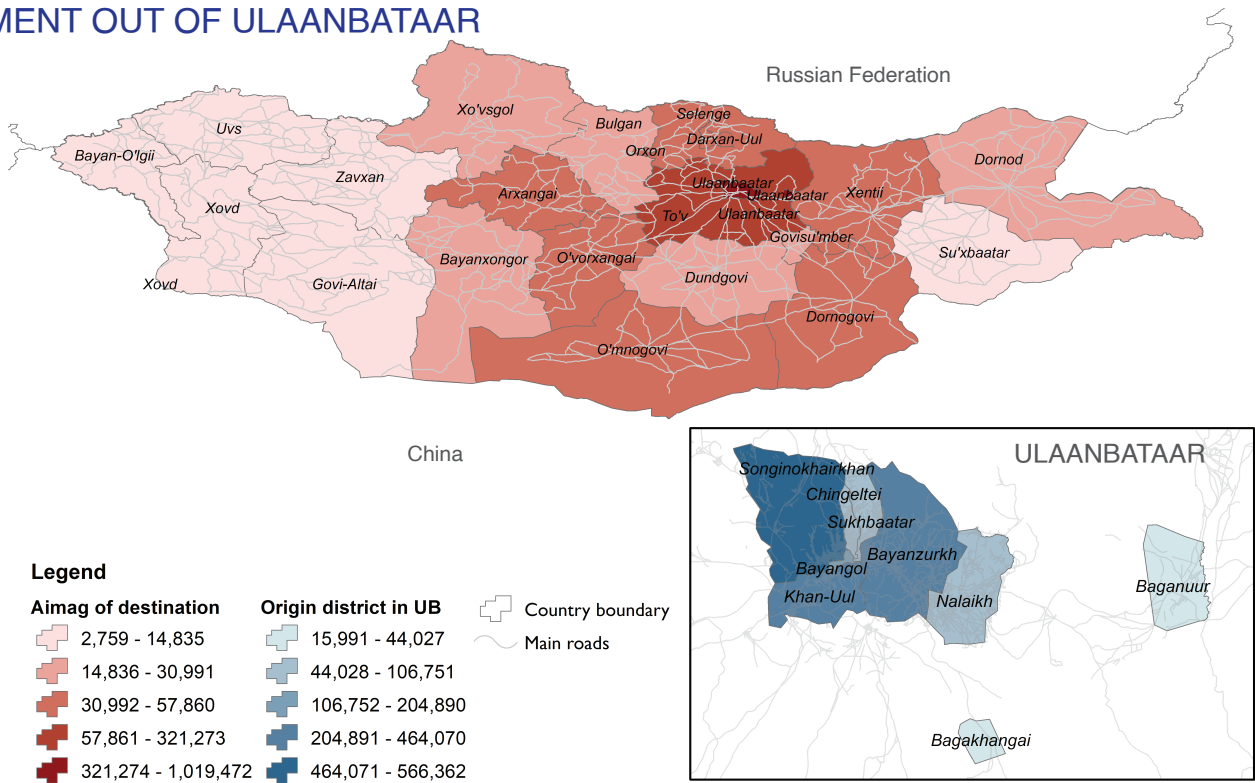 MENT OUT OF ULAANBATAAR
Russian Federation
Xo'vsgol
Bulgan
Selenge
Uvs
Darxan-Uul
Orxon
Bayan-O'lgii
Dornod
Zavxan
Ulaanbaatar
Arxangai
Ulaanbaatar
Xentii
Xovd
To'v
Ulaanbaatar
Govisu'mber
Su'xbaatar
Bayanxongor
O'vorxangai
Dundgovi
Xovd
Govi-Altai
Dornogovi
O'mnogovi
China
ULAANBATAAR
Songinokhairkhan
Chingeltei
Sukhbaatar
Bayanzurkh
Bayangol
Baganuur
Khan-Uul
Nalaikh
Bagakhangai
Legend
Aimag of destination
2,759 - 14,835
14,836 - 30,991
30,992 - 57,860
57,861 - 321,273
321,274 - 1,019,472
Origin district in UB
15,991 - 44,027
44,028 - 106,751
106,752 - 204,890
204,891 - 464,070
464,071 - 566,362
Country boundary
Main roads